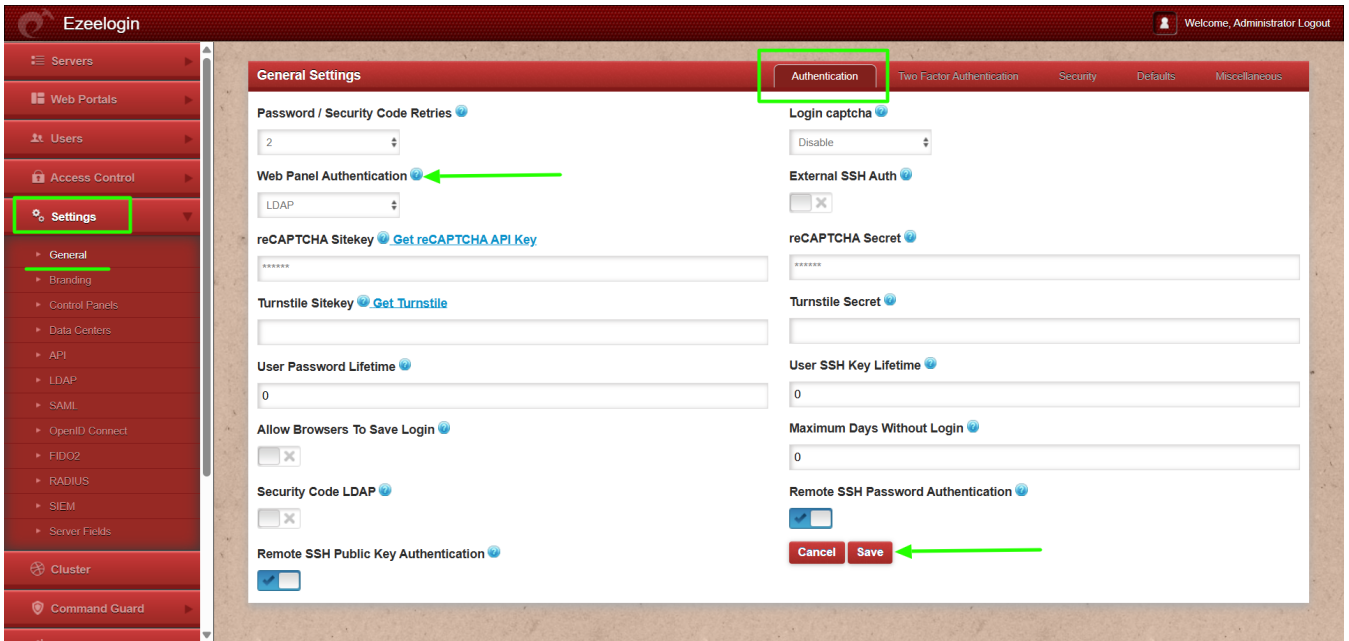 Ezeelogin
Welcome, Administrator Logout
Servers
Web Portals
Users
Access Control
Settings
General
Branding
Control Panels
Data Centers
API
LDAP
SAML
OpenID Connect
FIDO2
RADIUS
SIEM
Server Fields
Cluster
Command Guard
General Settings
Authentication
Two Factor Authentication
Security
Defaults
Miscellaneous
Password / Security Code Retries
2
Login captcha
Disable
Web Panel Authentication
LDAP
External SSH Auth
reCAPTCHA Sitekey Get reCAPTCHA API Key
******
reCAPTCHA Secret
******
Turnstile Sitekey Get Turnstile
Turnstile Secret
User Password Lifetime
0
User SSH Key Lifetime
0
Allow Browsers To Save Login
Maximum Days Without Login
0
Security Code LDAP
Remote SSH Password Authentication
Remote SSH Public Key Authentication
Cancel Save